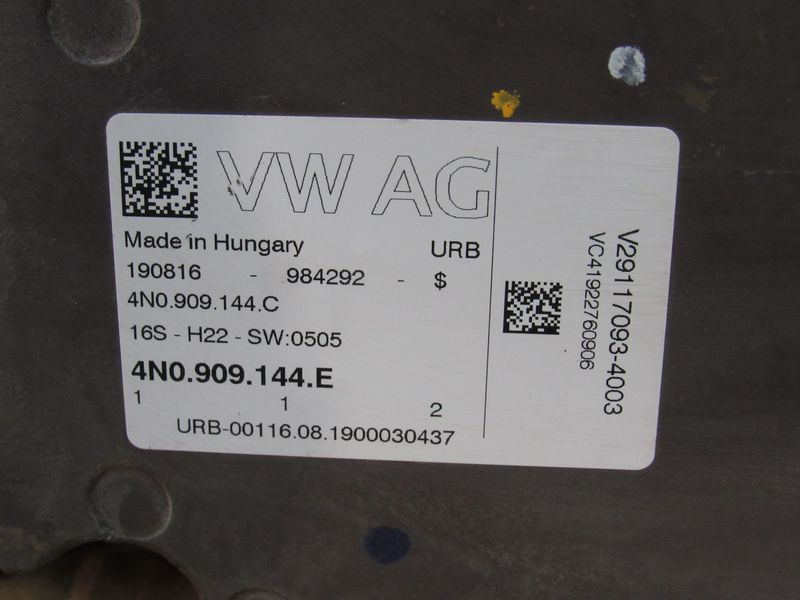 VW AG
Made in Hungary URB
190816 - 984292 - $
4N0.909.144.C
16S - H22 - SW:0505
4N0.909.144.E
1 1 2
URB-00116.08.1900030437
V29117093-4003
VC41922760906